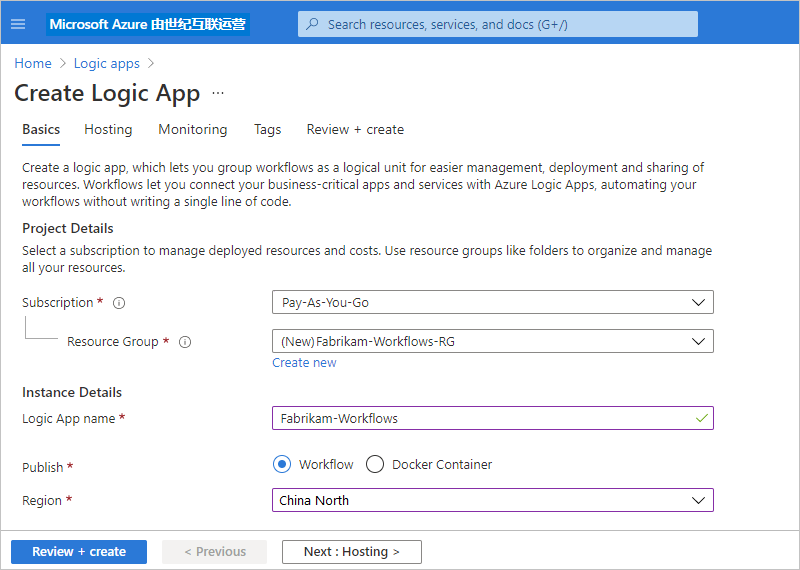 Microsoft Azure 由世纪互联运营
Search resources, services, and docs (G+/)
Home > Logic apps >
Create Logic App ...
Basics Hosting Monitoring Tags Review + create
Create a logic app, which lets you group workflows as a logical unit for easier management, deployment and sharing of
resources. Workflows let you connect your business-critical apps and services with Azure Logic Apps, automating your
workflows without writing a single line of code.
Project Details
Select a subscription to manage deployed resources and costs. Use resource groups like folders to organize and manage
all your resources.
Subscription *
Pay-As-You-Go
Resource Group *
(New)Fabrikam-Workflows-RG
Create new
Instance Details
Logic App name *
Fabrikam-Workflows
Publish *
Workflow Docker Container
Region *
China North
Review + create
< Previous
Next : Hosting >